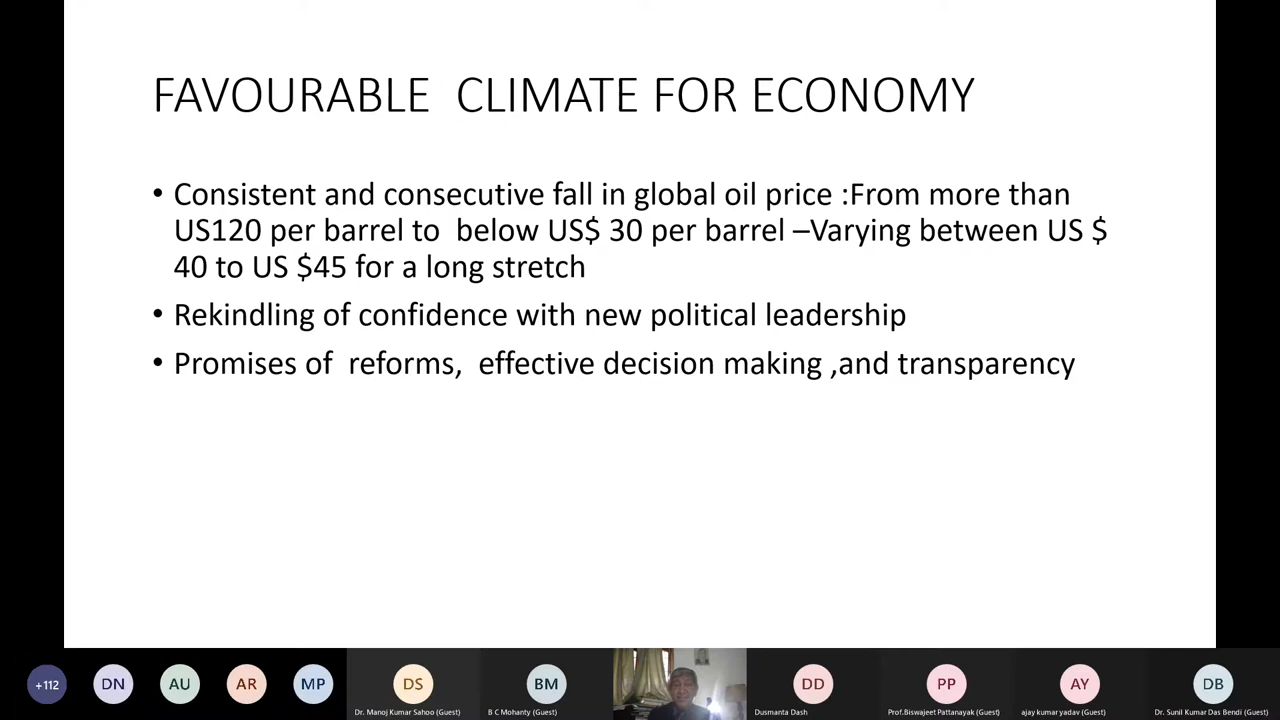 FAVOURABLE CLIMATE FOR ECONOMY
• Consistent and consecutive fall in global oil price :From more than
US120 per barrel to below US$ 30 per barrel –Varying between US $
40 to US $45 for a long stretch
• Rekindling of confidence with new political leadership
• Promises of reforms, effective decision making ,and transparency
+112
DN
AU
AR
MP
DS
BM
DD
PP
AY
DB
Dr. Manoj Kumar Sahoo (Guest)
B C Mohanty (Guest)
Dusmanta Dash
Prof.Biswajeet Pattanayak (Guest)
ajay kumar yadav (Guest)
Dr. Sunil Kumar Das Bendi (Guest)